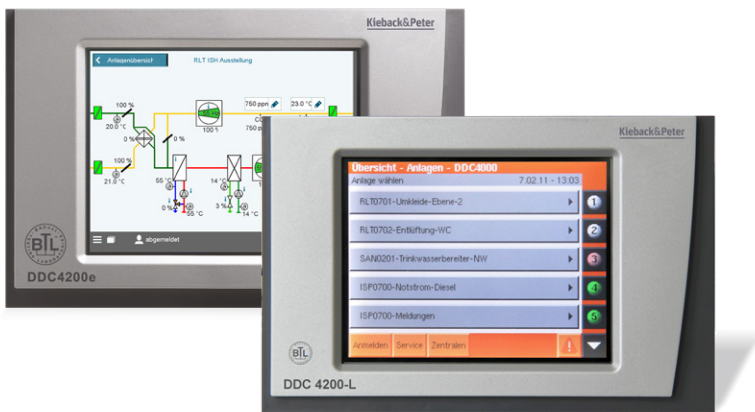 Kieback&Peter
Anlagenübersicht
RLT ISH Ausstellung
100 %
750 ppm
23.0 °C
20.0 °C
0 %
0 %
100 %
750 p
100 %
21.0 °C
55 °C
14 °C
0 %
55 °C
3 %
14 °C
abgemeldet
BTL
DDC4200e
Kieback&Peter
Übersicht - Anlagen - DDC4000
Anlage wählen 7.02.11 - 13:03
RLT0701-Umkleide-Ebene-2 1
RLT0702-Entlüftung-WC 2
SAN0201-Trinkwasserbereiter-NW 3
ISP0700-Notstrom-Diesel 4
ISP0700-Meldungen 5
Anmelden Service Zentralen
BTL
DDC 4200-L